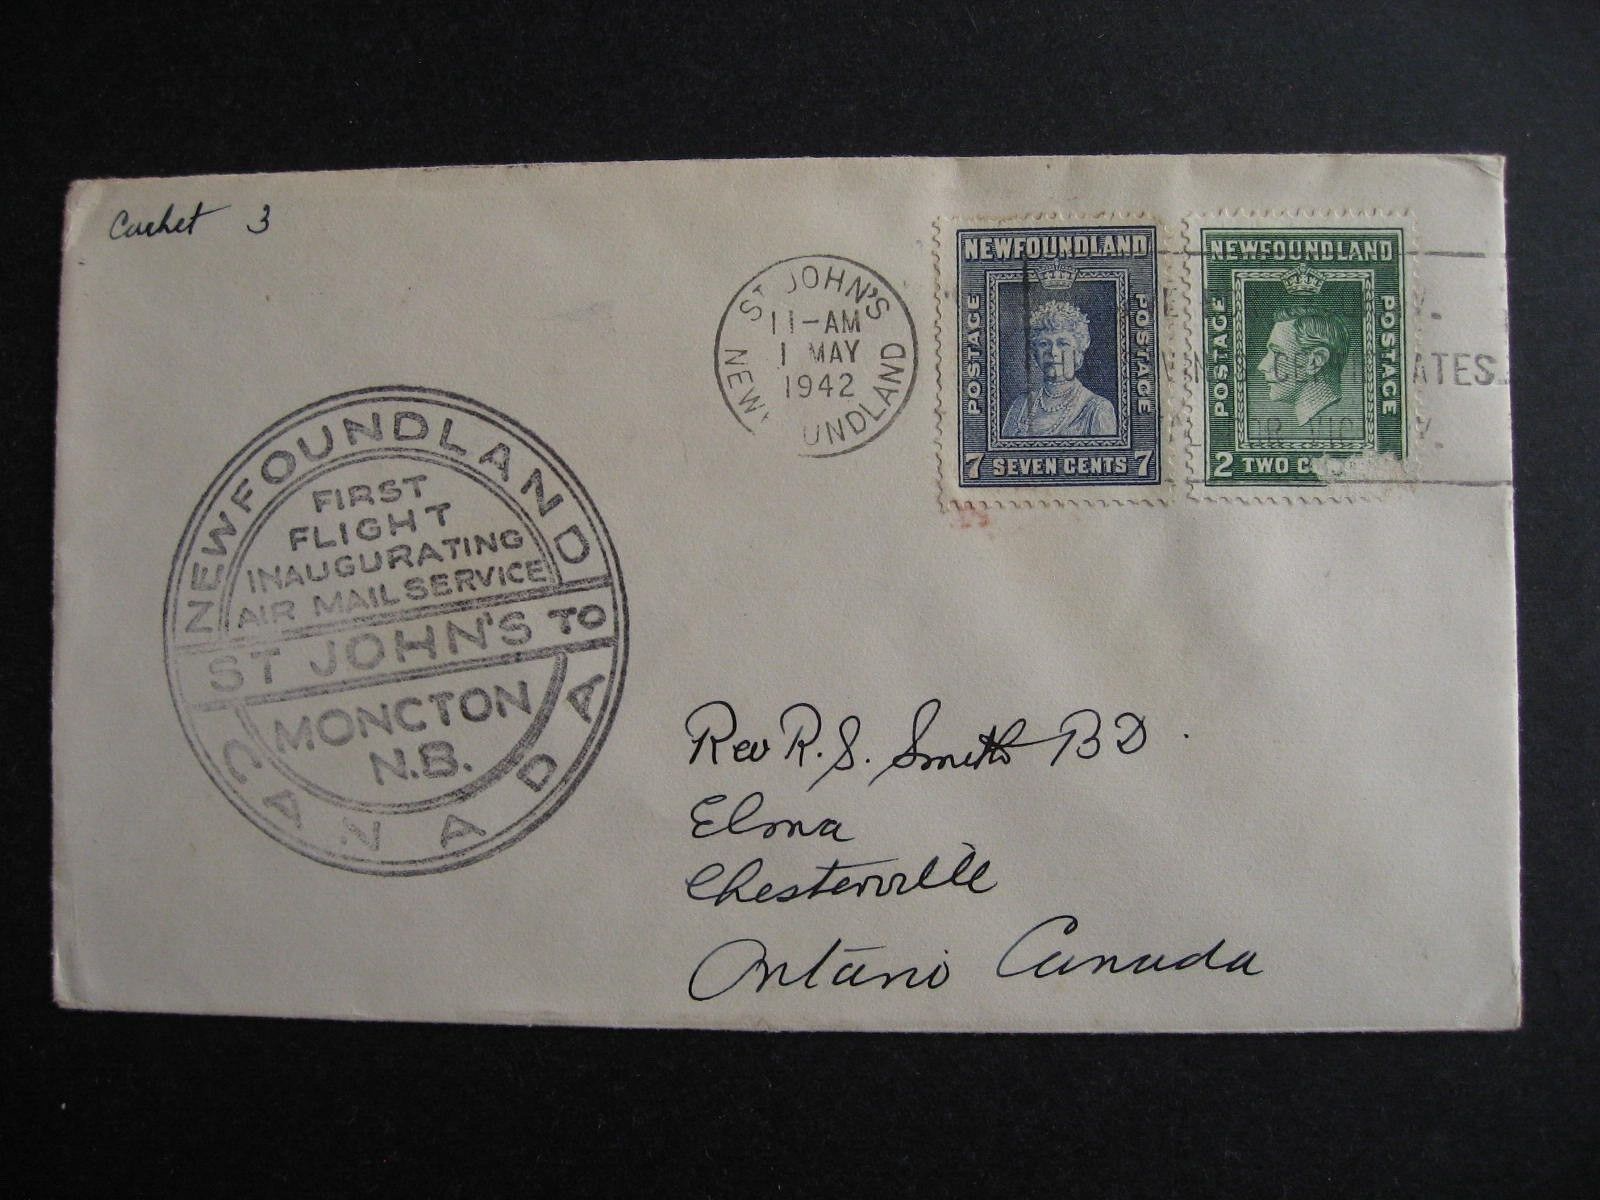 Cachet 3
ST JOHN'S
11-AM
1 MAY
1942
NEWFOUNDLAND
NEWFOUNDLAND
POSTAGE
POSTAGE
7 SEVEN CENTS 7
NEWFOUNDLAND
POSTAGE
POSTAGE
2 TWO
NEWFOUNDLAND
FIRST
FLIGHT
INAUGURATING
AIR MAIL SERVICE
ST JOHN'S TO
MONCTON
N.B.
CANADA
Rev R. S. Smith BD.
Elma
Chesterville
Ontario Canada